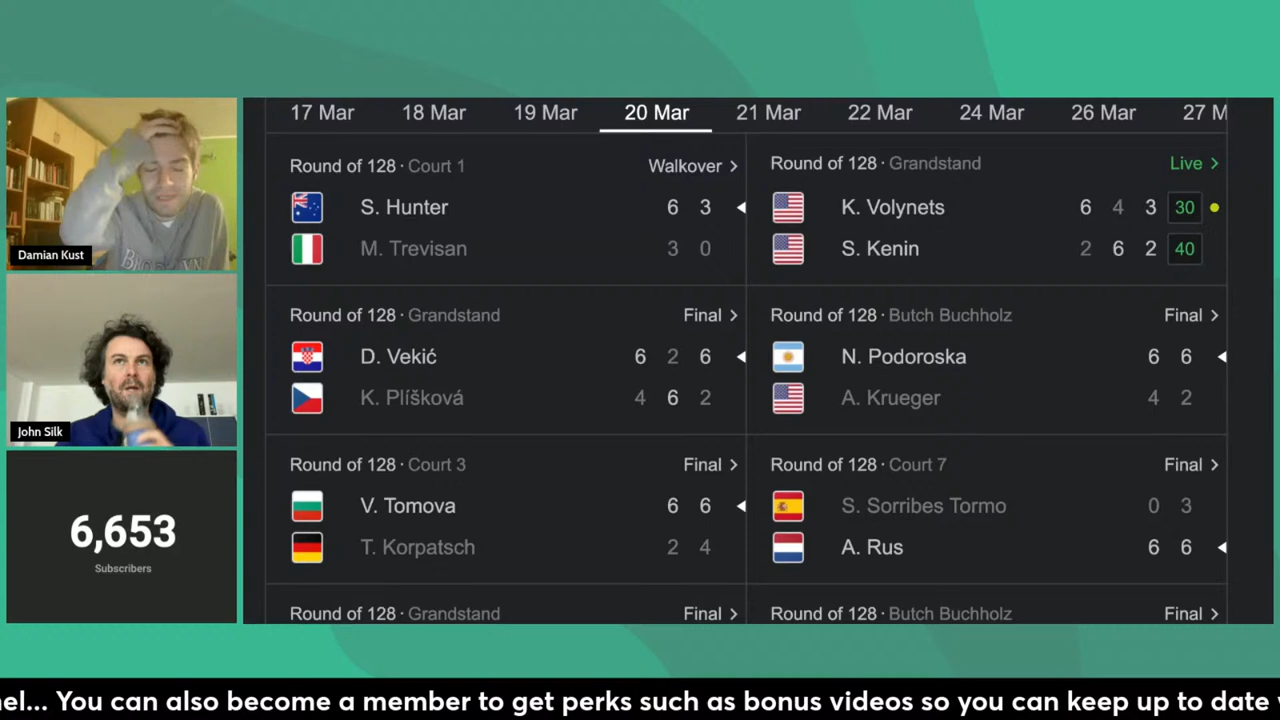 17 Mar 18 Mar 19 Mar 20 Mar 21 Mar 22 Mar 24 Mar 26 Mar 27 M
Damian Kust
John Silk
6,653
Subscribers
Round of 128 · Court 1 Walkover
S. Hunter 6 3
M. Trevisan 3 0
Round of 128 · Grandstand Live
K. Volynets 6 4 3 30
S. Kenin 2 6 2 40
Round of 128 · Grandstand Final
D. Vekić 6 2 6
K. Plíšková 4 6 2
Round of 128 · Butch Buchholz Final
N. Podoroska 6 6
A. Krueger 4 2
Round of 128 · Court 3 Final
V. Tomova 6 6
T. Korpatsch 2 4
Round of 128 · Court 7 Final
S. Sorribes Tormo 0 3
A. Rus 6 6
Round of 128 · Grandstand Final
Round of 128 · Butch Buchholz Final
nel... You can also become a member to get perks such as bonus videos so you can keep up to date